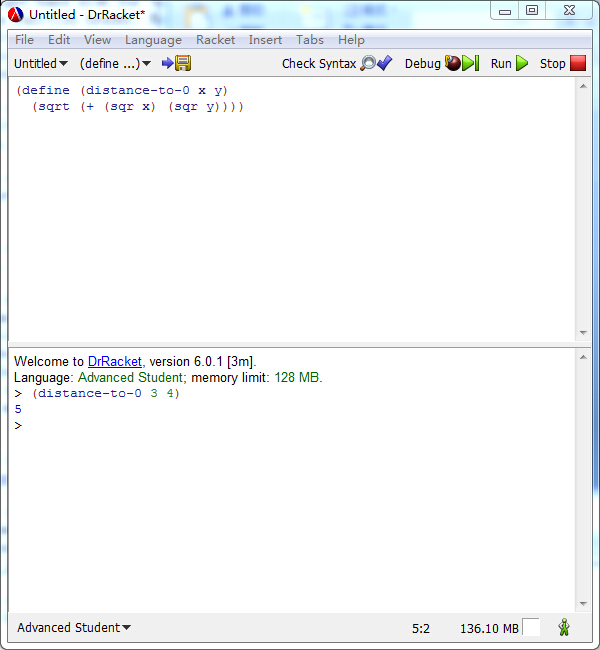 Untitled - DrRacket*
File Edit View Language Racket Insert Tabs Help
Untitled (define ...) Check Syntax Debug Run Stop
(define (distance-to-0 x y)
  (sqrt (+ (sqr x) (sqr y))))
Welcome to DrRacket, version 6.0.1 [3m].
Language: Advanced Student; memory limit: 128 MB.
> (distance-to-0 3 4)
5
>
Advanced Student 5:2 136.10 MB